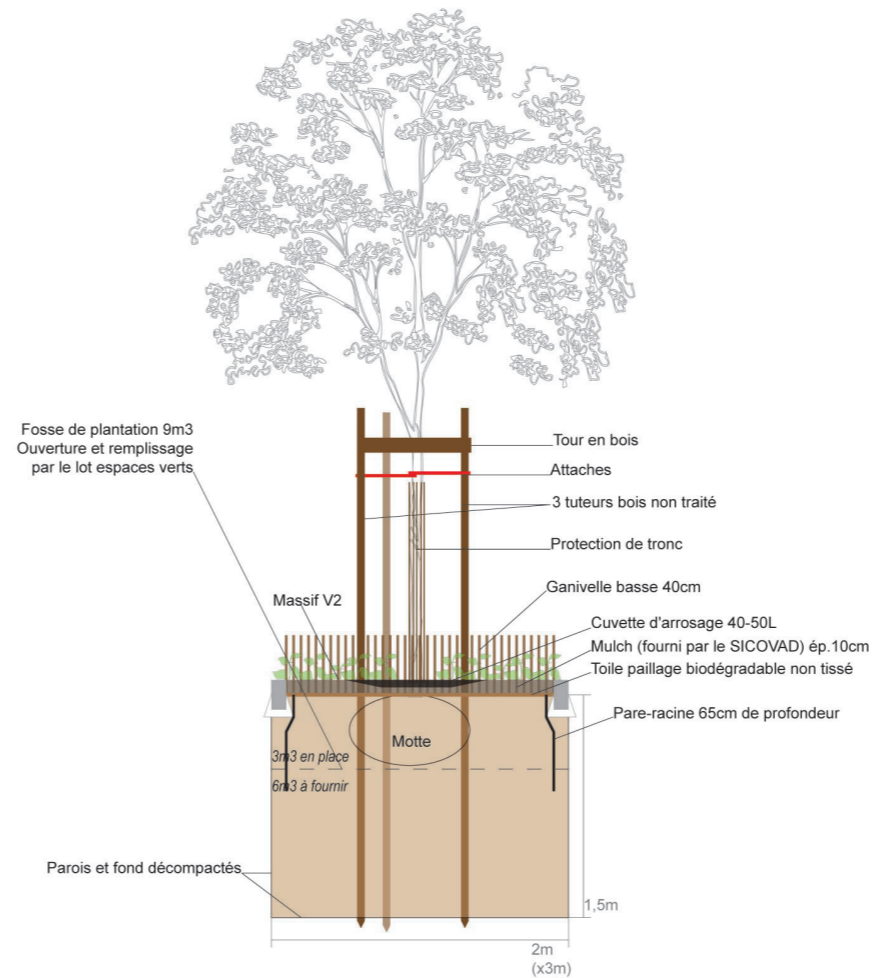 Fosse de plantation 9m3
Ouverture et remplissage
par le lot espaces verts
Tour en bois
Attaches
3 tuteurs bois non traité
Protection de tronc
Ganivelle basse 40cm
Massif V2
Cuvette d'arrosage 40-50L
Mulch (fourni par le SICOVAD) ép.10cm
Toile paillage biodégradable non tissé
Pare-racine 65cm de profondeur
Motte
3m3 en place
6m3 à fournir
Parois et fond décompactés
1,5m
2m
(x3m)